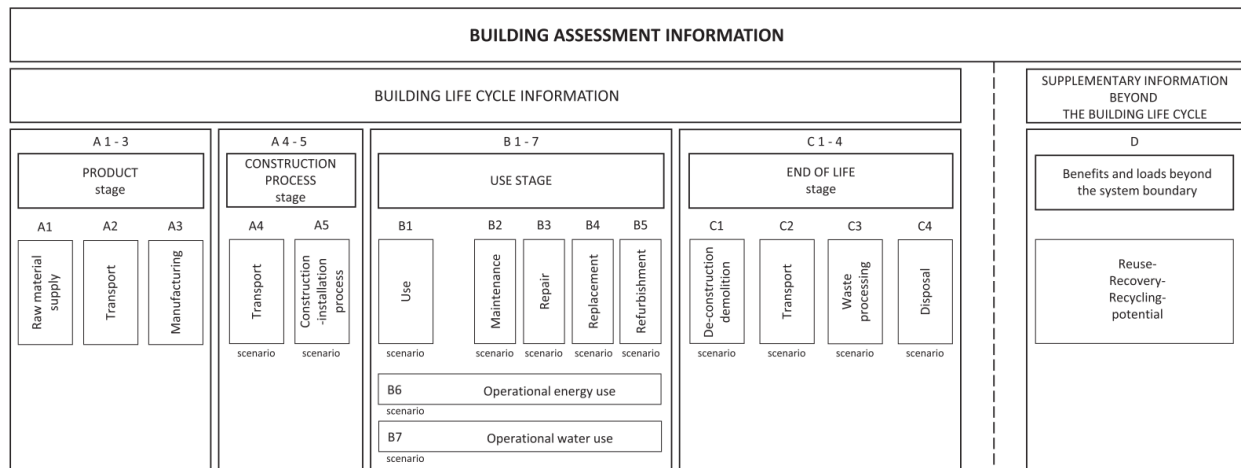 BUILDING ASSESSMENT INFORMATION
BUILDING LIFE CYCLE INFORMATION
SUPPLEMENTARY INFORMATION
BEYOND
THE BUILDING LIFE CYCLE
A 1 - 3
PRODUCT
stage
A1
A2
A3
Raw material
supply
Transport
Manufacturing
A 4 - 5
CONSTRUCTION
PROCESS
stage
A4
A5
Transport
Construction
-installation
process
scenario
scenario
B 1 - 7
USE STAGE
B1
B2
B3
B4
B5
Use
Maintenance
Repair
Replacement
Refurbishment
scenario
scenario
scenario
scenario
scenario
B6
Operational energy use
scenario
B7
Operational water use
scenario
C 1 - 4
END OF LIFE
stage
C1
C2
C3
C4
De-construction
demolition
Transport
Waste
processing
Disposal
scenario
scenario
scenario
scenario
D
Benefits and loads beyond
the system boundary
Reuse-
Recovery-
Recycling-
potential